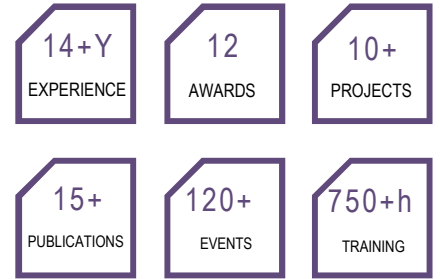 14+Y
EXPERIENCE
12
AWARDS
10+
PROJECTS
15+
PUBLICATIONS
120+
EVENTS
750+h
TRAINING